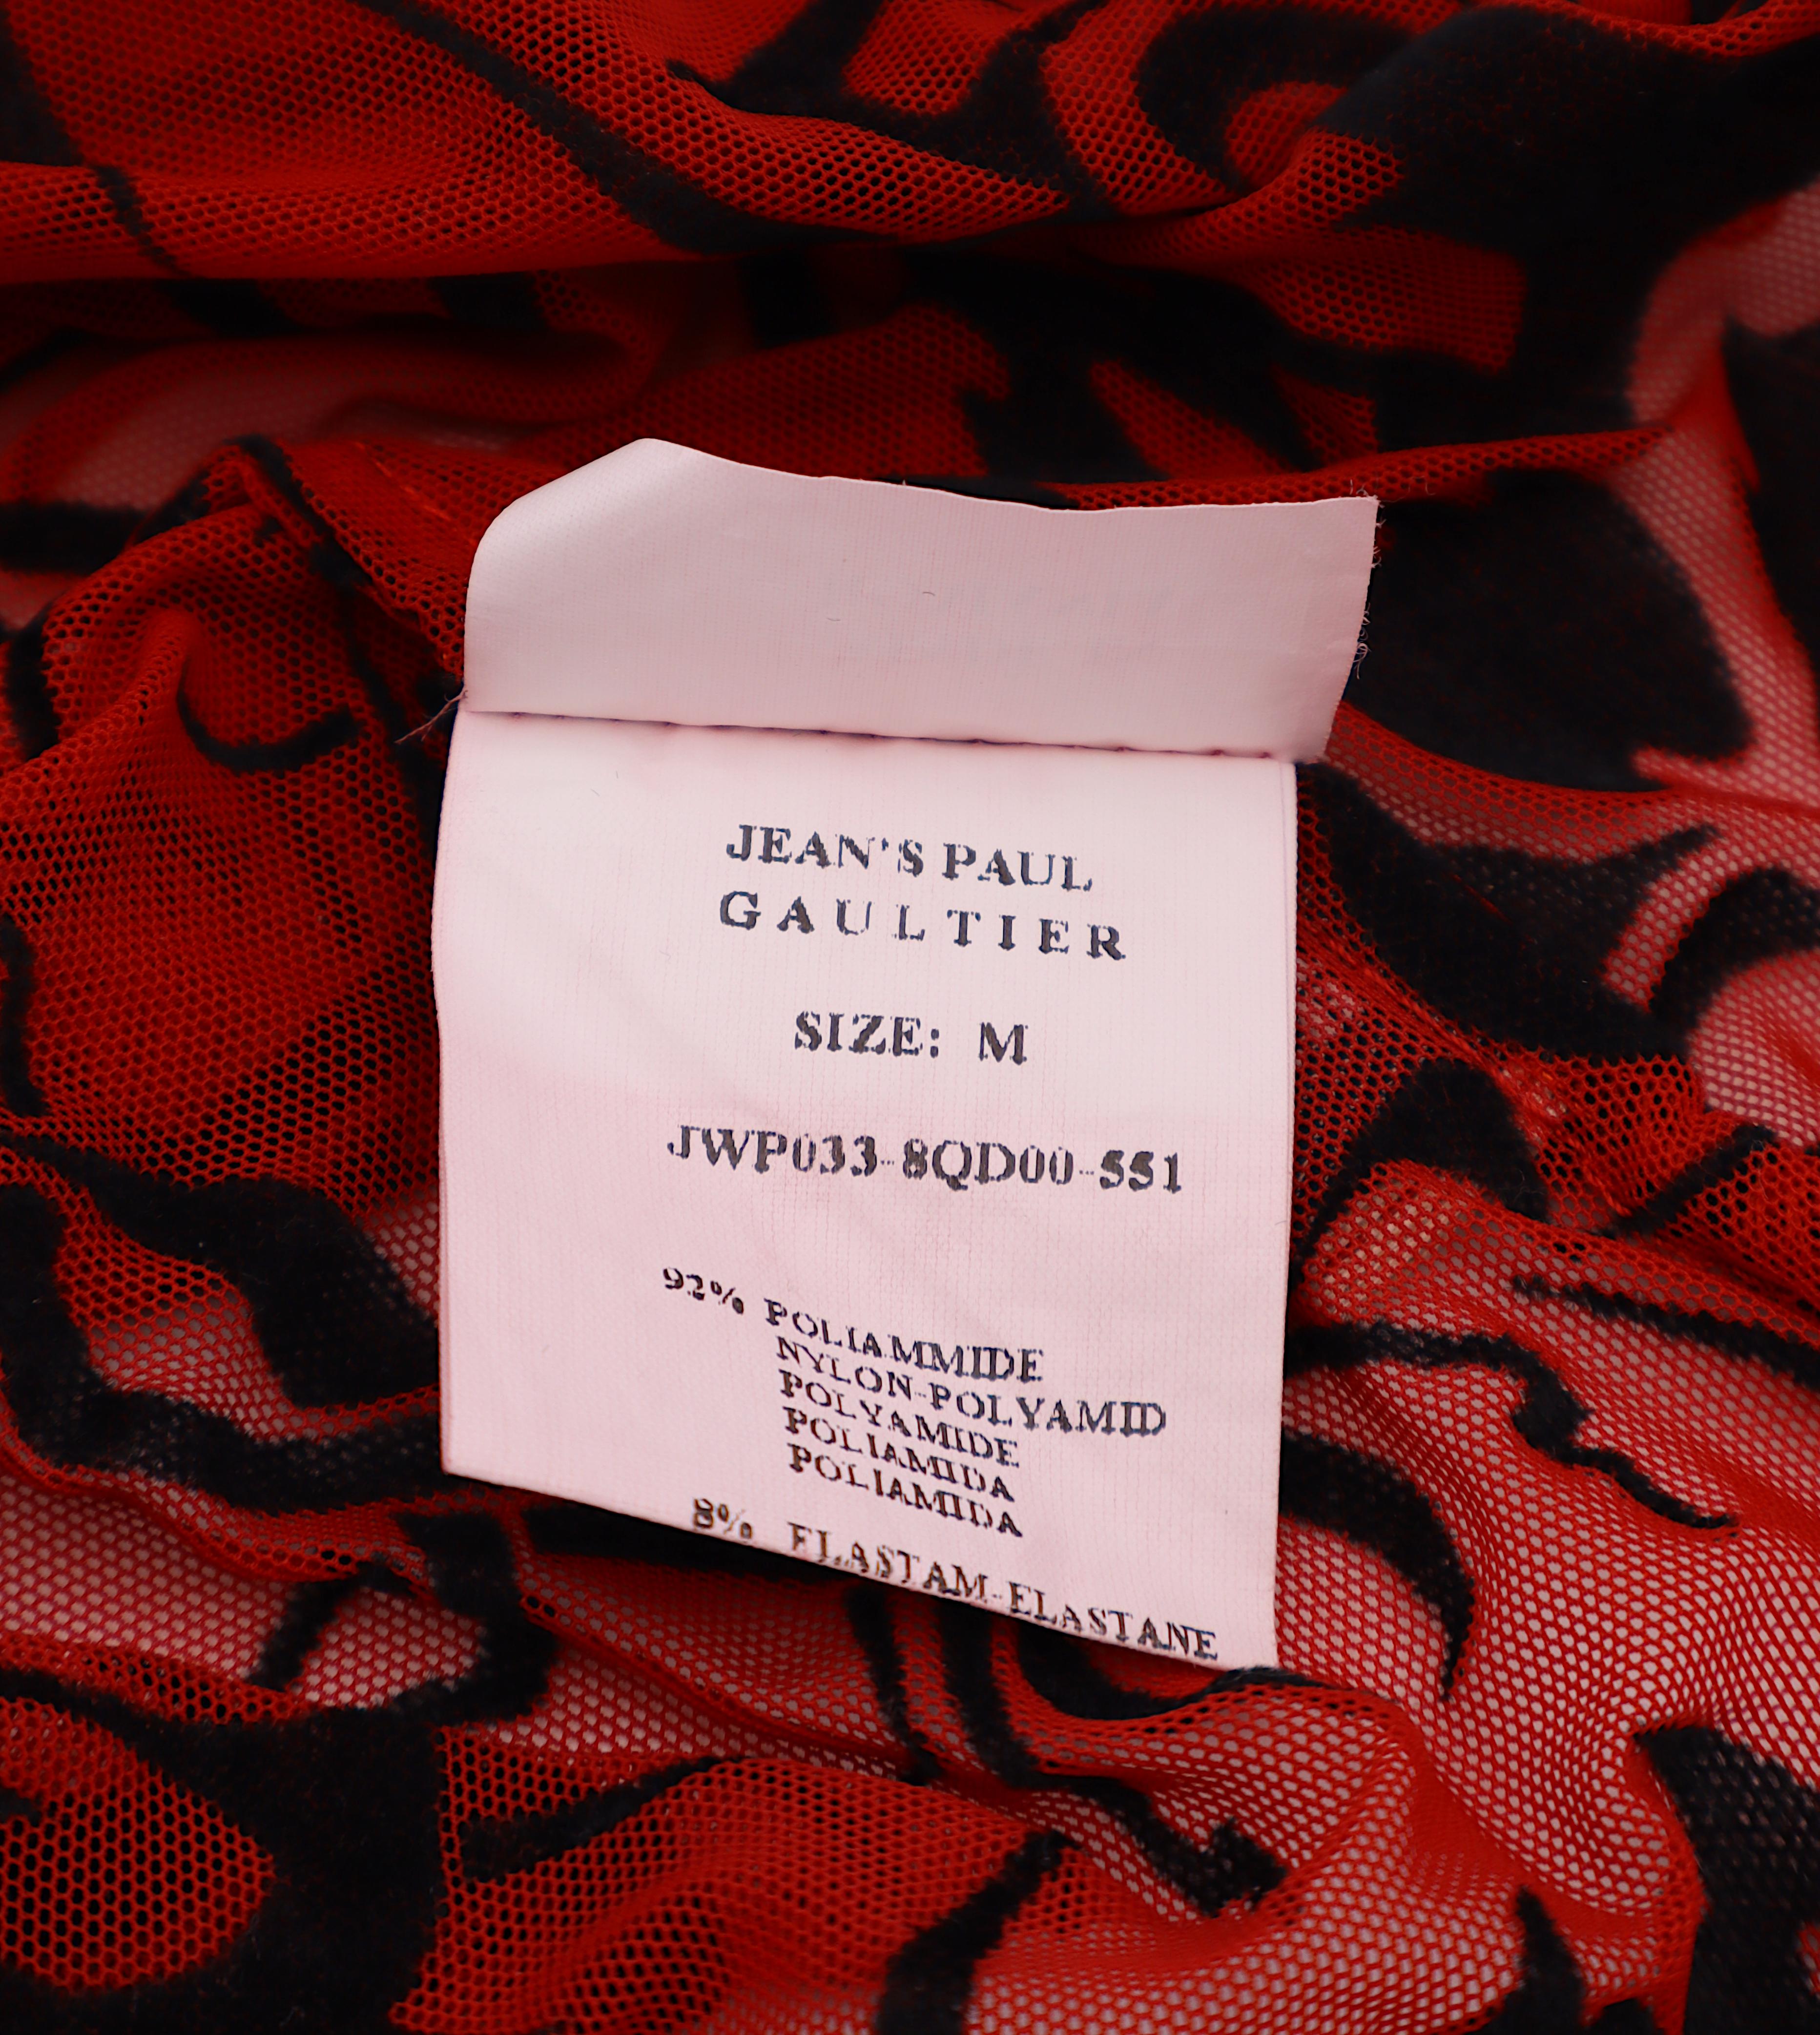 JEAN'S PAUL
GAULTIER
SIZE: M
JWP033-8QD00-551
92% POLIAMMIDE
NYLON-POLYAMID
POLYAMIDE
POLIAMIDA
POLIAMIDA
8% ELASTAM-ELASTANE